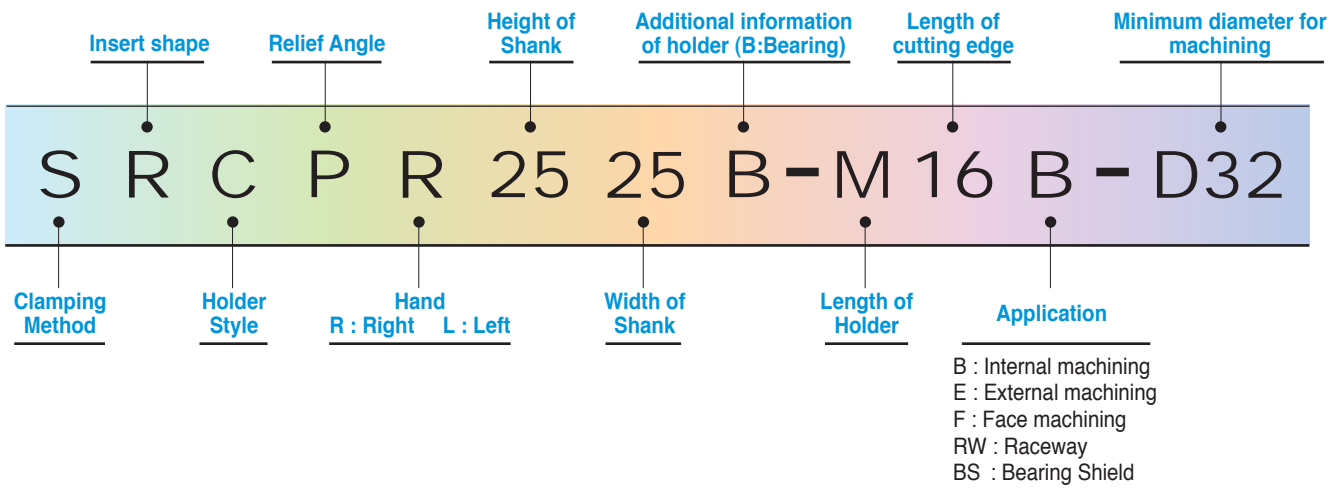 Insert shape
Relief Angle
Height of
Shank
Additional information
of holder (B:Bearing)
Length of
cutting edge
Minimum diameter for
machining
S R C P R 25 25 B-M 16 B - D32
Clamping
Method
Holder
Style
Hand
R : Right L : Left
Width of
Shank
Length of
Holder
Application
B : Internal machining
E : External machining
F : Face machining
RW : Raceway
BS : Bearing Shield